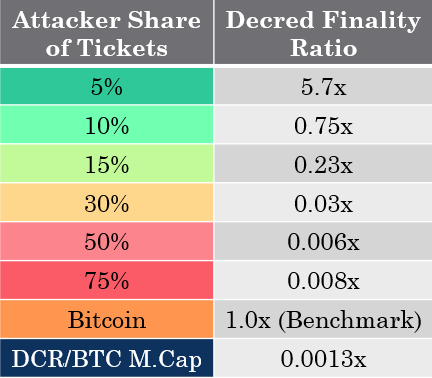 Attacker Share Decred Finality
of Tickets Ratio
5% 5.7x
10% 0.75x
15% 0.23x
30% 0.03x
50% 0.006x
75% 0.008x
Bitcoin 1.0x (Benchmark)
DCR/BTC M.Cap 0.0013x